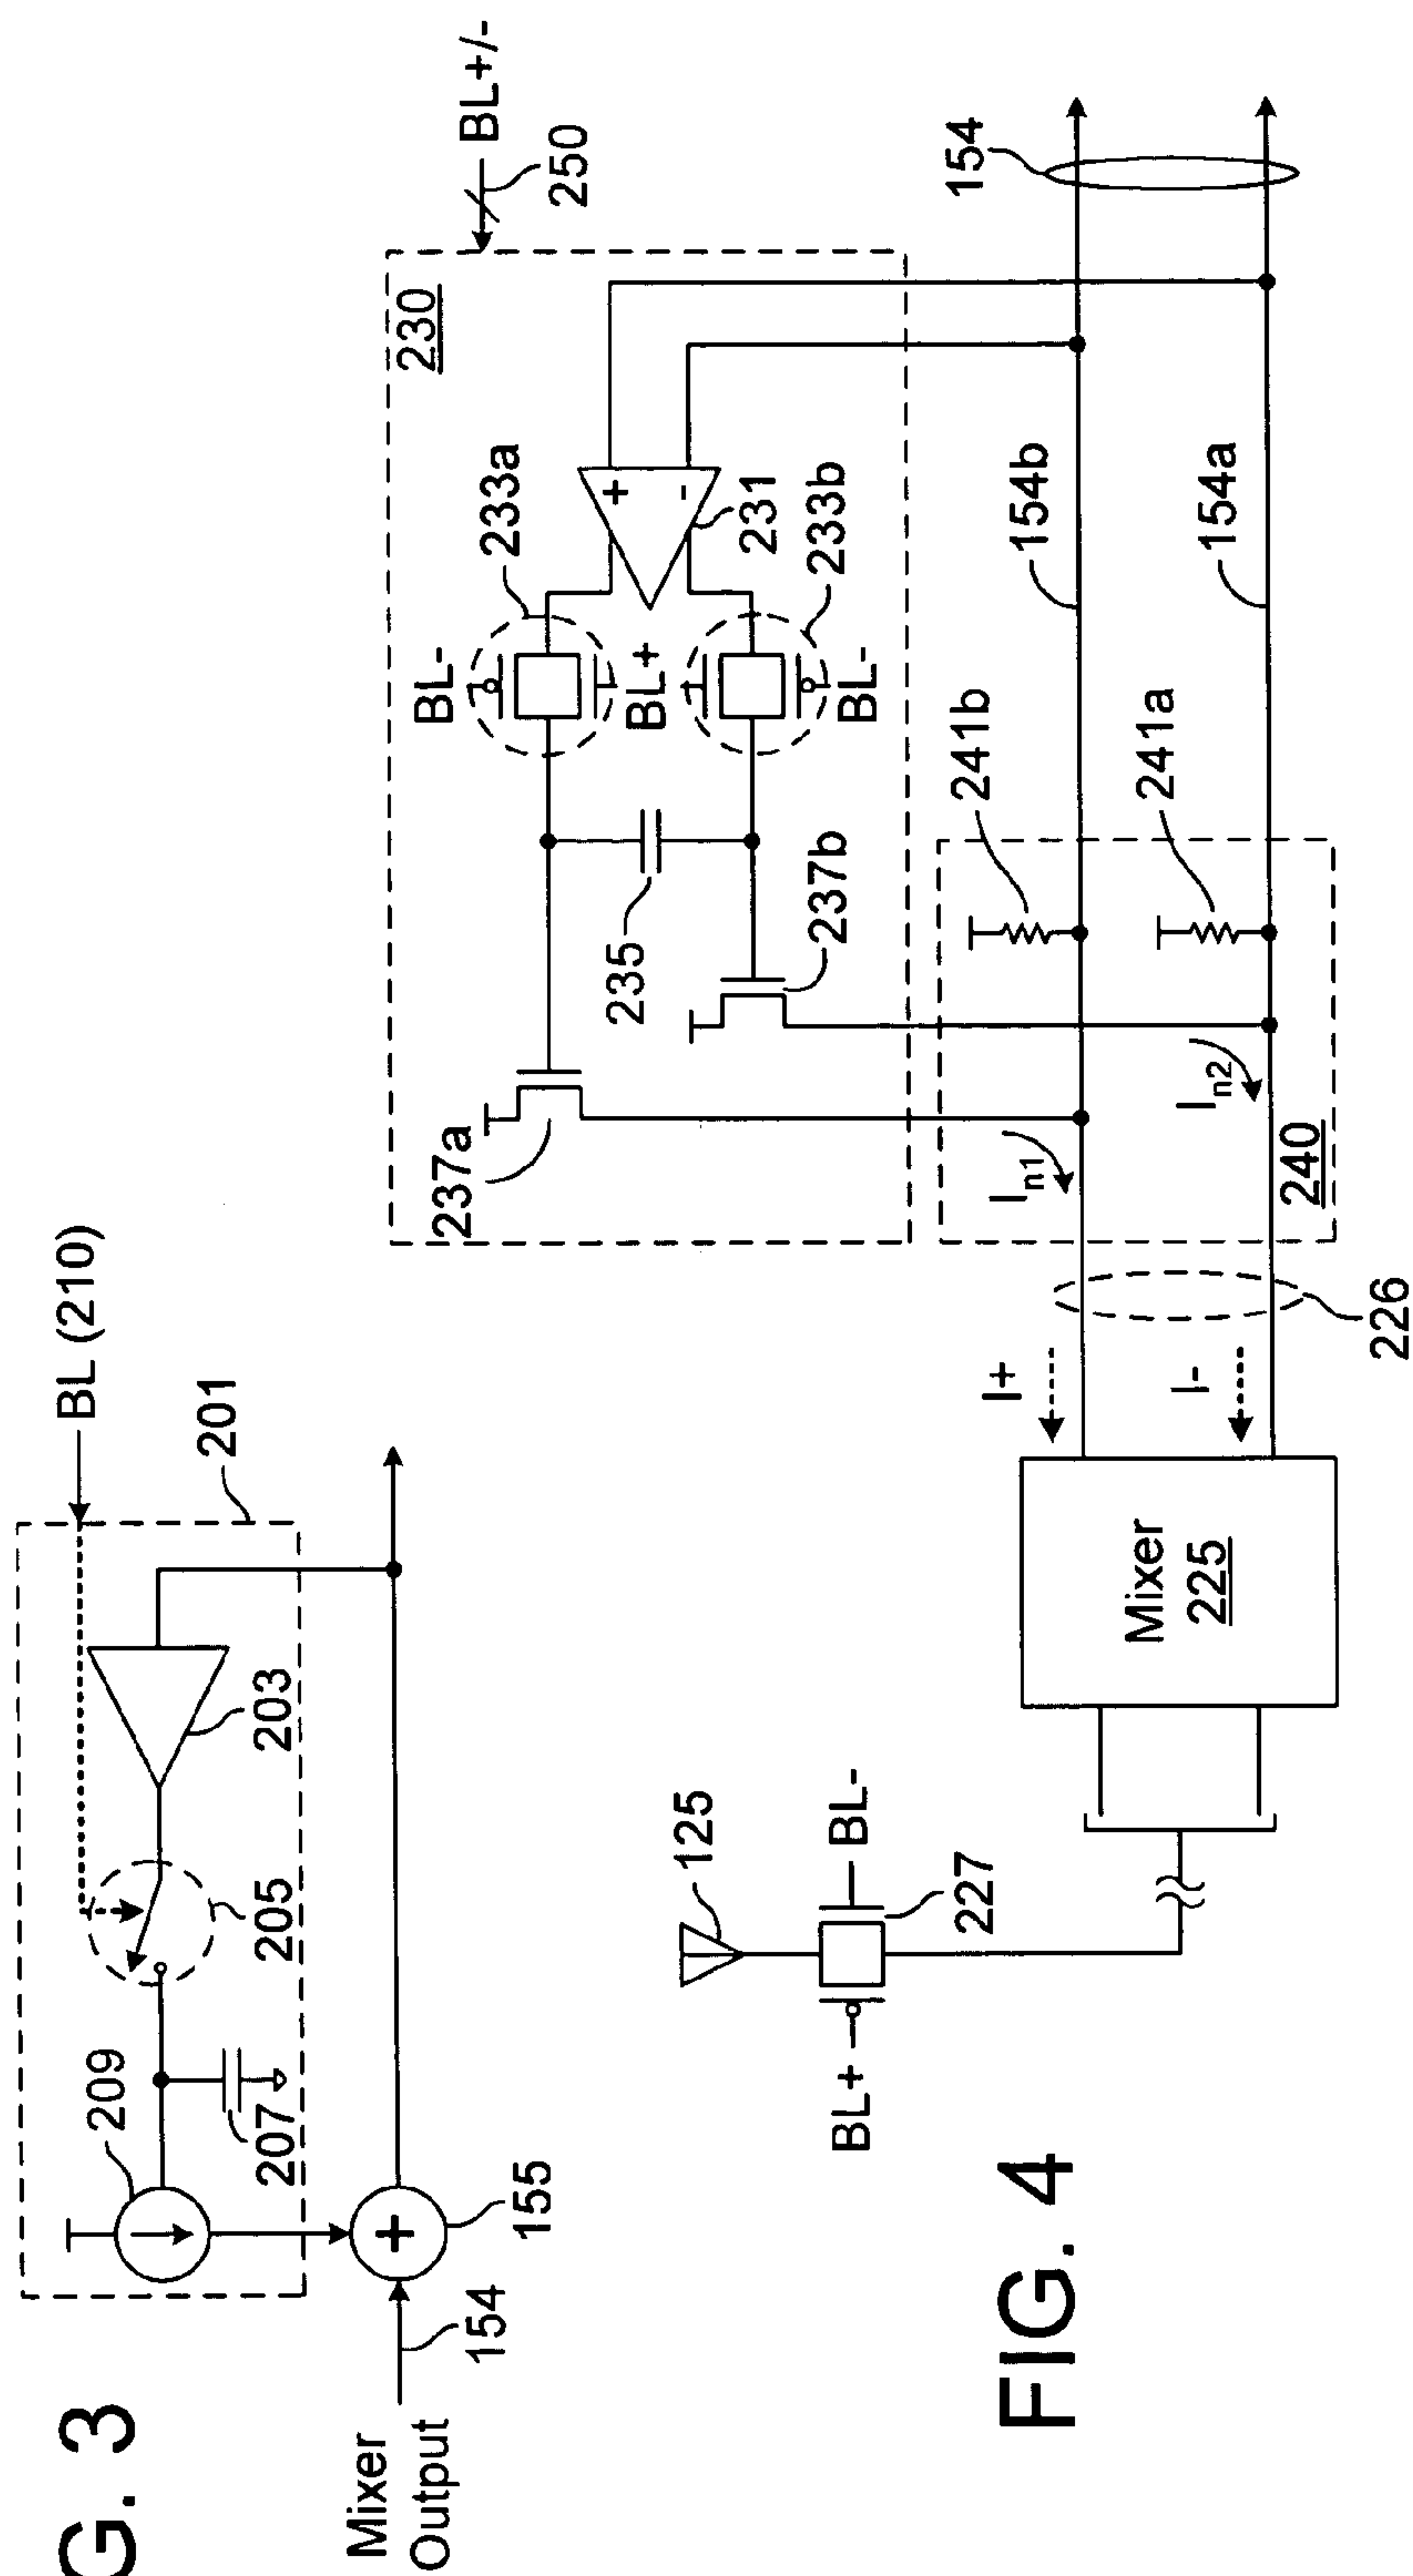 G. 3
BL (210)
201
203
205
207
209
155
154
Mixer
Output
FIG. 4
BL+/-
250
230
233a
BL-
BL+
BL-
233b
+
-
231
235
237a
237b
154
154b
154a
241b
241a
In1
In2
240
226
I+
I-
Mixer
225
125
BL+
BL-
227
+